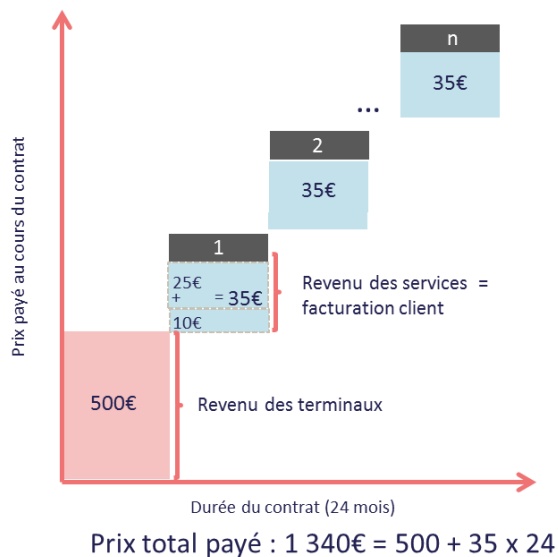 n
35€
...
2
35€
1
25€
+ = 35€
10€
Revenu des services =
facturation client
500€
Revenu des terminaux
Prix payé au cours du contrat
Durée du contrat (24 mois)
Prix total payé : 1 340€ = 500 + 35 x 24